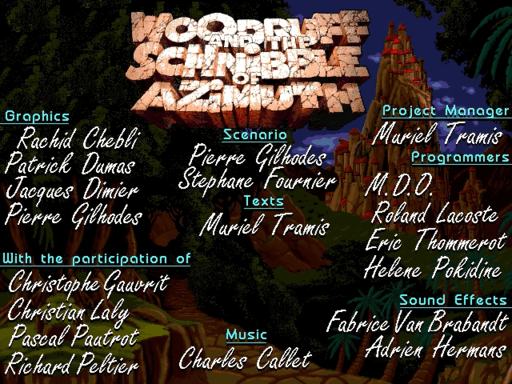 WOODRUFF
AND THE
SCHNIBBLE
OF
AZIMUTH
Graphics
Rachid Chebli
Patrick Dumas
Jacques Dimier
Pierre Gilhodes
With the participation of
Christophe Gauvrit
Christian Laly
Pascal Pautrot
Richard Peltier
Scenario
Pierre Gilhodes
Stephane Fournier
Texts
Muriel Tramis
Music
Charles Callet
Project Manager
Muriel Tramis
Programmers
M.D.O.
Roland Lacoste
Eric Thommerot
Helene Pokidine
Sound Effects
Fabrice Van Brabandt
Adrien Hermans